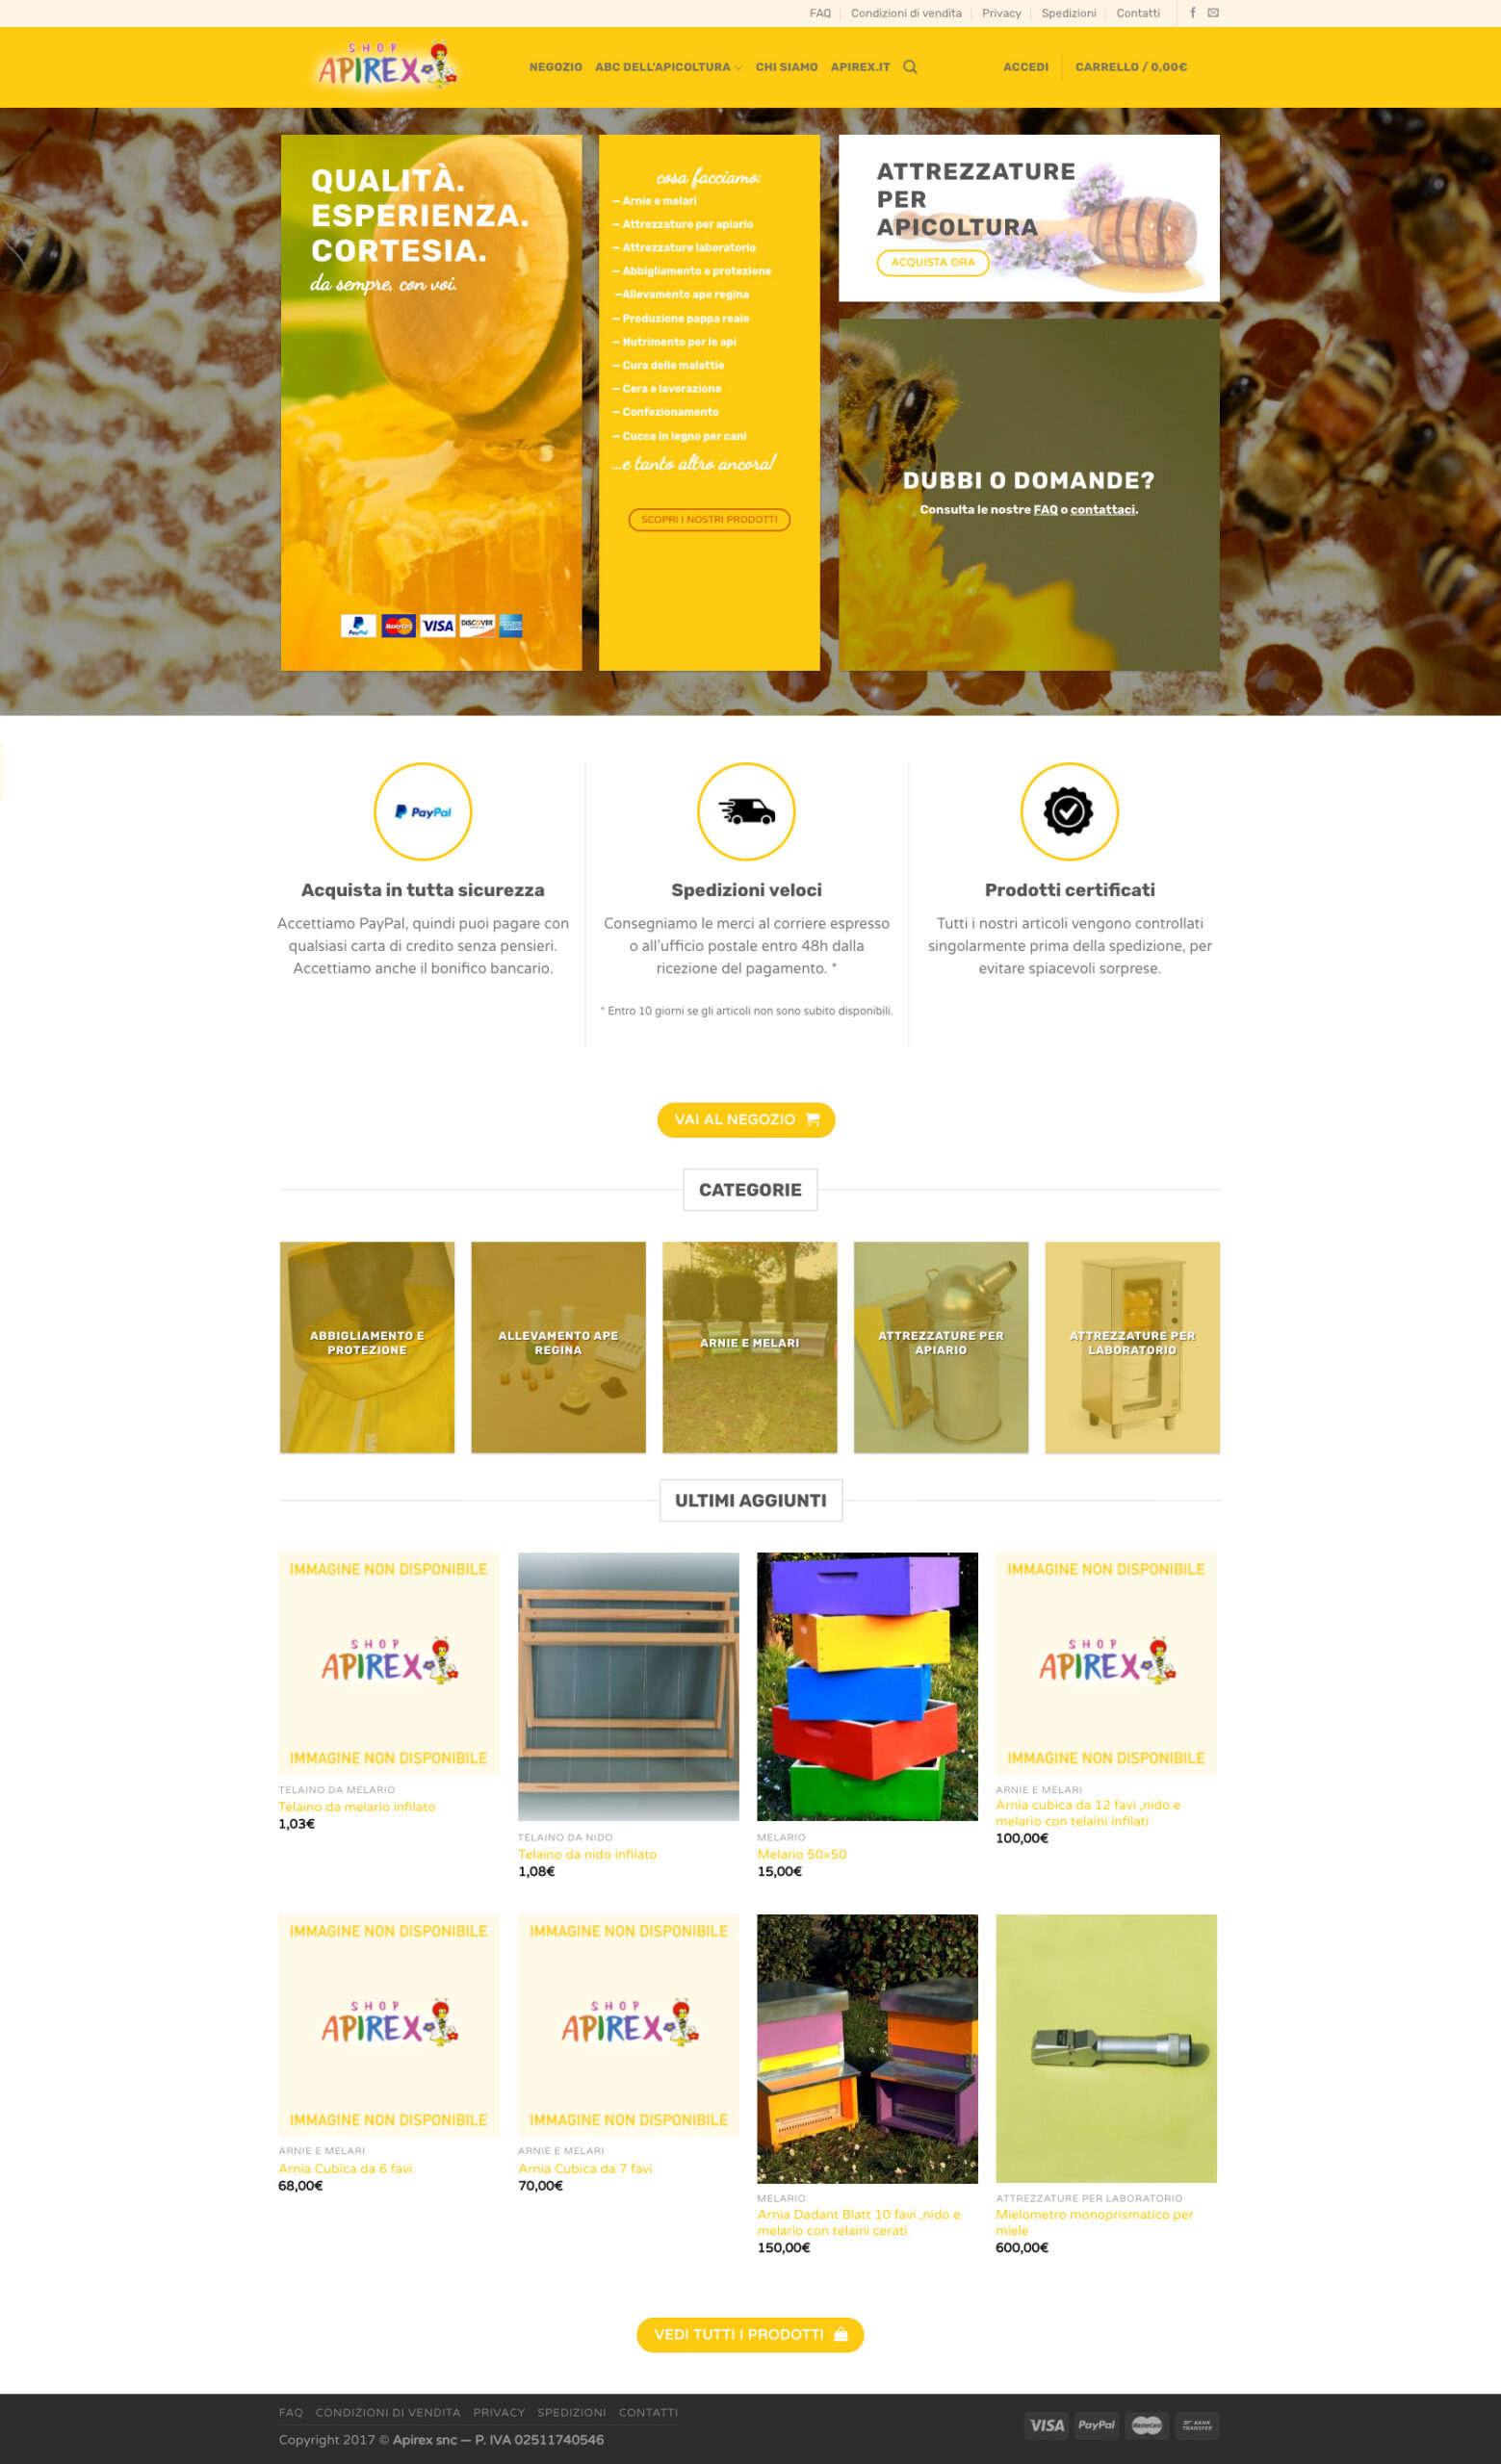 FAQ Condizioni di vendita Privacy Spedizioni Contatti
SHOP
APIREX
NEGOZIO ABC DELL'APICOLTURA CHI SIAMO APIREX.IT ACCEDI CARRELLO / 0,00€
QUALITÀ.
ESPERIENZA.
CORTESIA.
da sempre, con voi.
PayPal MasterCard VISA DISCOVER
cosa facciamo:
– Arnie e melari
– Attrezzature per apiario
– Attrezzature laboratorio
– Abbigliamento e protezione
–Allevamento ape regina
– Produzione pappa reale
– Nutrimento per le api
– Cura delle malattie
– Cera e lavorazione
– Confezionamento
– Cucce in legno per cani
...e tanto altro ancora!
SCOPRI I NOSTRI PRODOTTI
ATTREZZATURE
PER
APICOLTURA
ACQUISTA ORA
DUBBI O DOMANDE?
Consulta le nostre FAQ o contattaci.
PayPal
Acquista in tutta sicurezza
Accettiamo PayPal, quindi puoi pagare con
qualsiasi carta di credito senza pensieri.
Accettiamo anche il bonifico bancario.
Spedizioni veloci
Consegniamo le merci al corriere espresso
o all'ufficio postale entro 48h dalla
ricezione del pagamento. *
* Entro 10 giorni se gli articoli non sono subito disponibili.
Prodotti certificati
Tutti i nostri articoli vengono controllati
singolarmente prima della spedizione, per
evitare spiacevoli sorprese.
VAI AL NEGOZIO
CATEGORIE
ABBIGLIAMENTO E
PROTEZIONE
ALLEVAMENTO APE
REGINA
ARNIE E MELARI
ATTREZZATURE PER
APIARIO
ATTREZZATURE PER
LABORATORIO
ULTIMI AGGIUNTI
IMMAGINE NON DISPONIBILE
SHOP
APIREX
IMMAGINE NON DISPONIBILE
TELAINO DA MELARIO
Telaino da melario infilato
1,03€
TELAINO DA NIDO
Telaino da nido infilato
1,08€
MELARIO
Melario 50×50
15,00€
IMMAGINE NON DISPONIBILE
SHOP
APIREX
IMMAGINE NON DISPONIBILE
ARNIE E MELARI
Arnia cubica da 12 favi ,nido e
melario con telaini infilati
100,00€
IMMAGINE NON DISPONIBILE
SHOP
APIREX
IMMAGINE NON DISPONIBILE
ARNIE E MELARI
Arnia Cubica da 6 favi
68,00€
IMMAGINE NON DISPONIBILE
SHOP
APIREX
IMMAGINE NON DISPONIBILE
ARNIE E MELARI
Arnia Cubica da 7 favi
70,00€
MELARIO
Arnia Dadant Blatt 10 favi ,nido e
melario con telaini cerati
150,00€
ATTREZZATURE PER LABORATORIO
Mielometro monoprismatico per
miele
600,00€
VEDI TUTTI I PRODOTTI
FAQ CONDIZIONI DI VENDITA PRIVACY SPEDIZIONI CONTATTI
Copyright 2017 © Apirex snc — P. IVA 02511740546
VISA PayPal MasterCard BANK TRANSFER